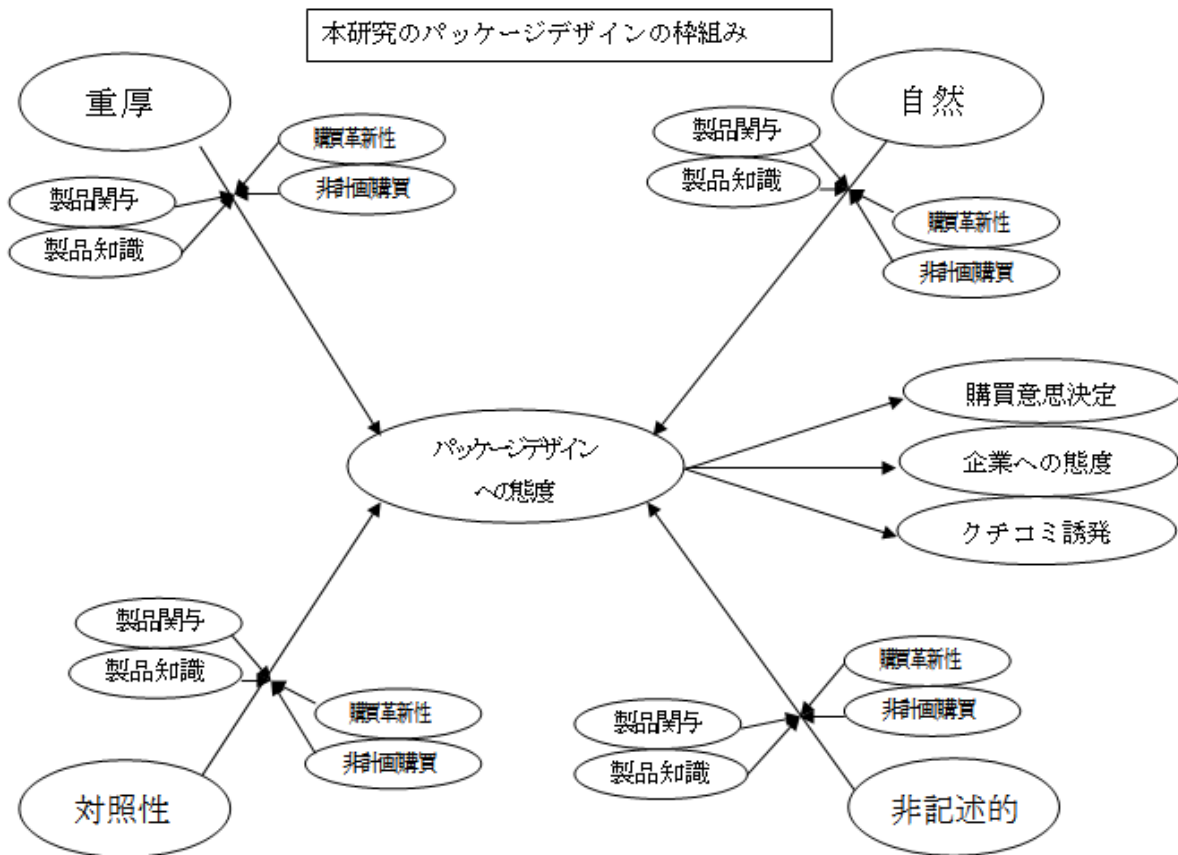 本研究のパッケージデザインの枠組み
重厚
購買革新性
非計画購買
製品関与
製品知識
自然
製品関与
製品知識
購買革新性
非計画購買
パッケージデザイン
への態度
購買意思決定
企業への態度
クチコミ誘発
製品関与
製品知識
購買革新性
非計画購買
対照性
購買革新性
非計画購買
製品関与
製品知識
非記述的